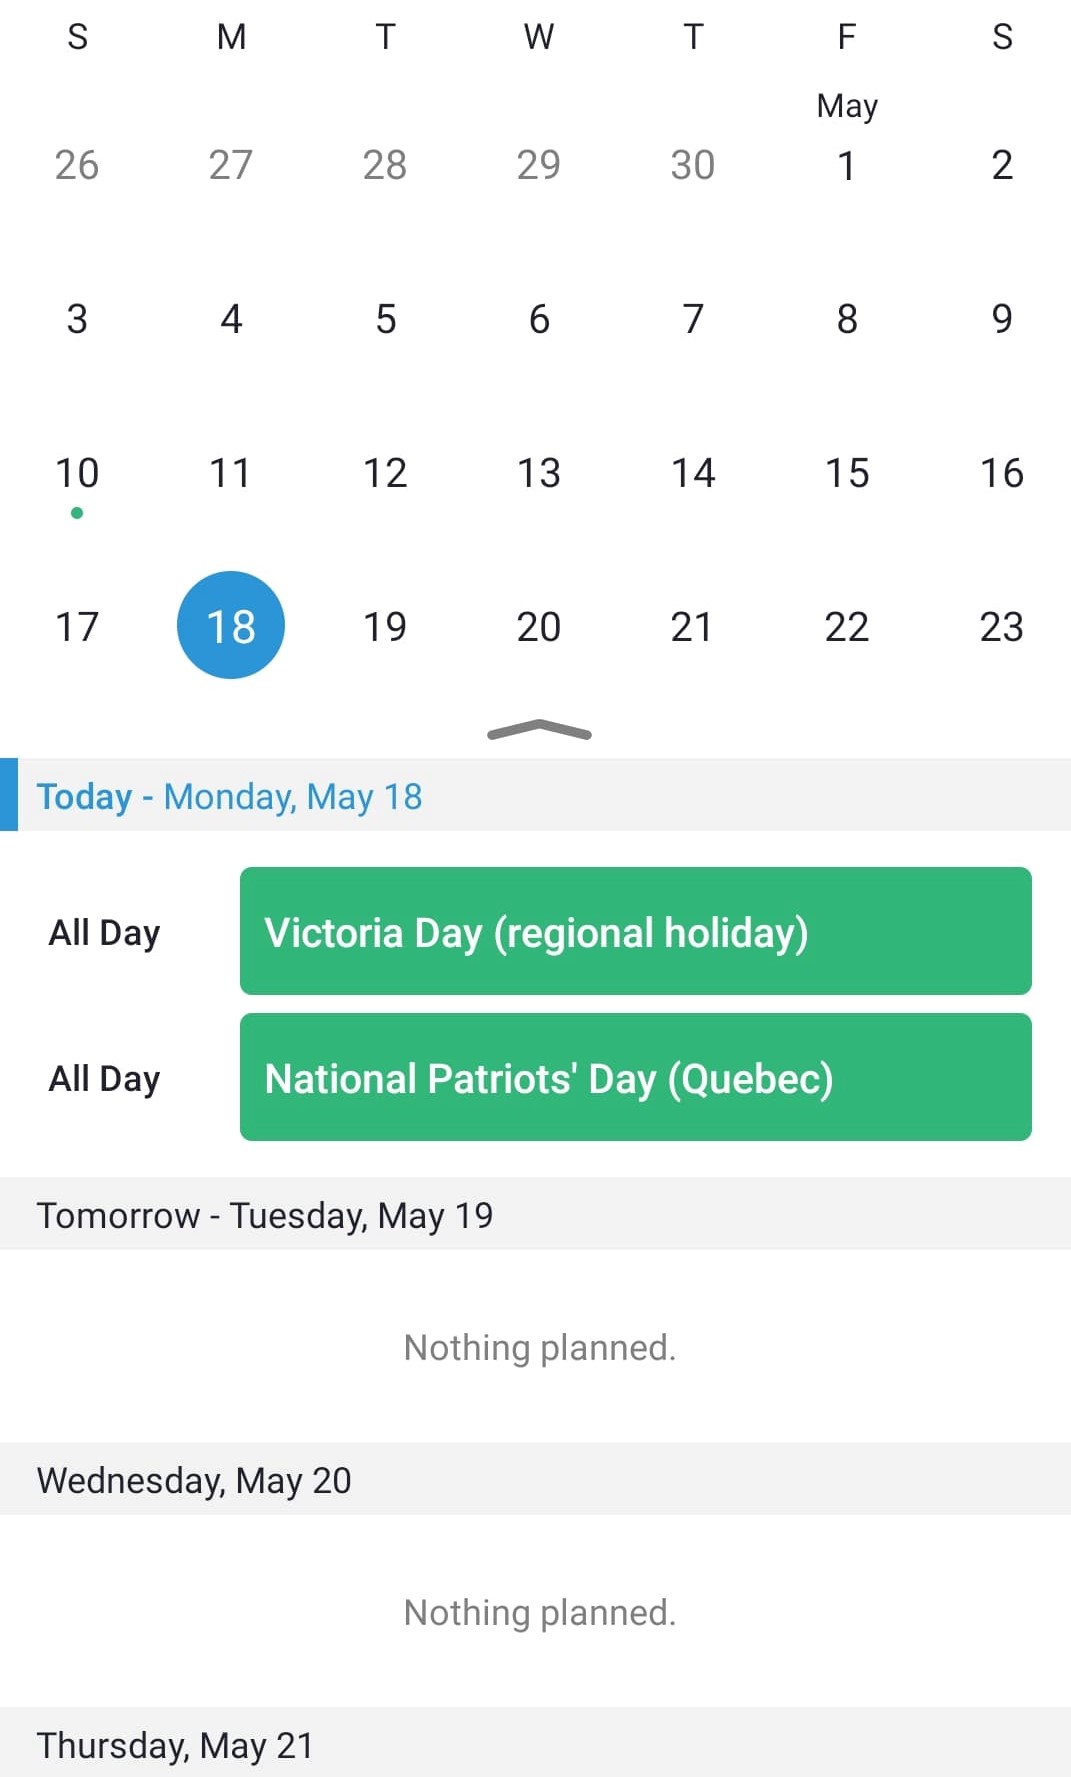 S M T W T F S
May
26 27 28 29 30 1 2
3 4 5 6 7 8 9
10 11 12 13 14 15 16
17 18 19 20 21 22 23
Today - Monday, May 18
All Day Victoria Day (regional holiday)
All Day National Patriots' Day (Quebec)
Tomorrow - Tuesday, May 19
Nothing planned.
Wednesday, May 20
Nothing planned.
Thursday, May 21